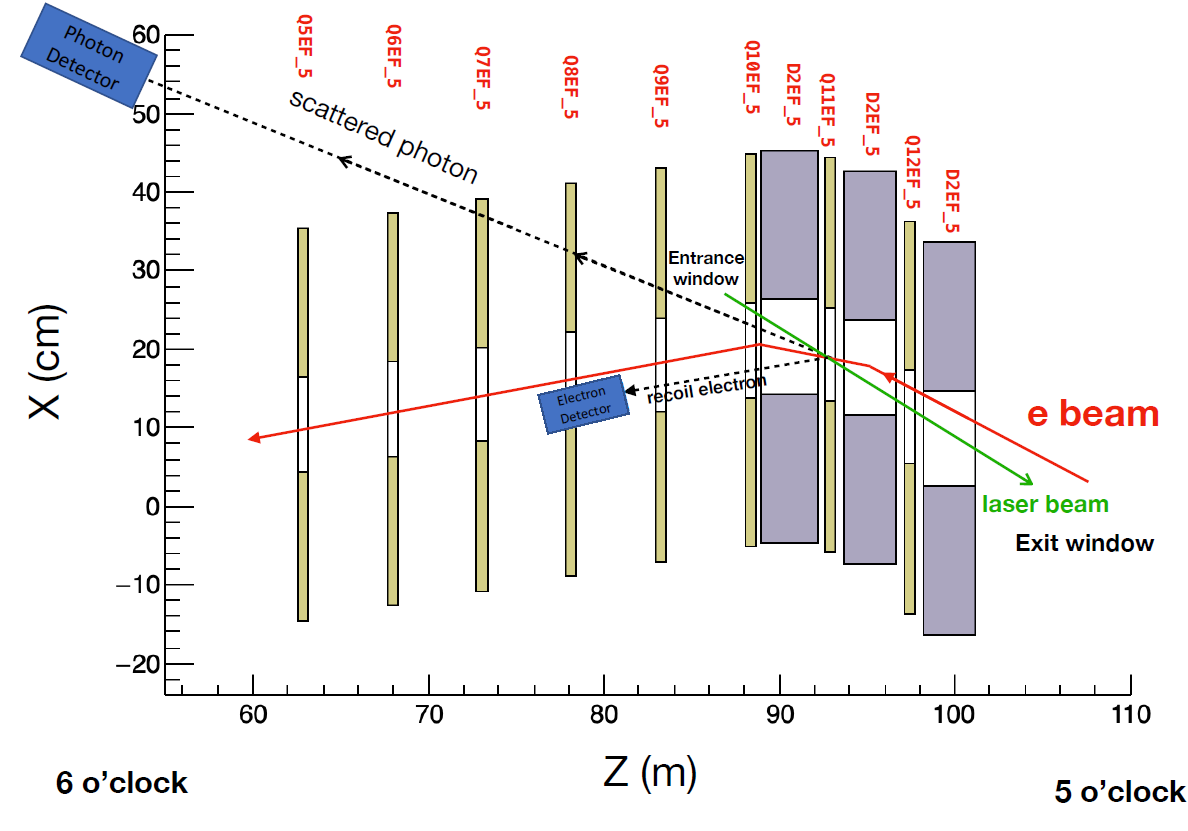 Photon
Detector
60
50
40
30
20
10
0
−10
−20
X (cm)
Q5EF_5
Q6EF_5
Q7EF_5
Q8EF_5
Q9EF_5
Q10EF_5
D2EF_5
Q11EF_5
D2EF_5
Q12EF_5
D2EF_5
scattered photon
Entrance
window
Electron
Detector
recoil electron
e beam
laser beam
Exit window
60
70
80
90
100
110
Z (m)
6 o’clock
5 o’clock